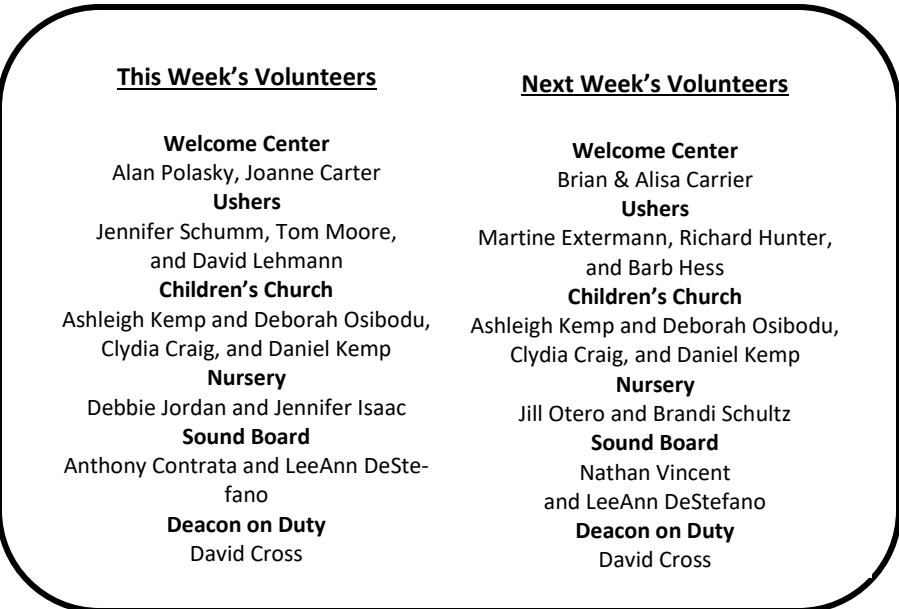 This Week’s Volunteers
Welcome Center
Alan Polasky, Joanne Carter
Ushers
Jennifer Schumm, Tom Moore,
and David Lehmann
Children’s Church
Ashleigh Kemp and Deborah Osibodu,
Clydia Craig, and Daniel Kemp
Nursery
Debbie Jordan and Jennifer Isaac
Sound Board
Anthony Contrata and LeeAnn DeSte-
fano
Deacon on Duty
David Cross
Next Week’s Volunteers
Welcome Center
Brian & Alisa Carrier
Ushers
Martine Extermann, Richard Hunter,
and Barb Hess
Children’s Church
Ashleigh Kemp and Deborah Osibodu,
Clydia Craig, and Daniel Kemp
Nursery
Jill Otero and Brandi Schultz
Sound Board
Nathan Vincent
and LeeAnn DeStefano
Deacon on Duty
David Cross